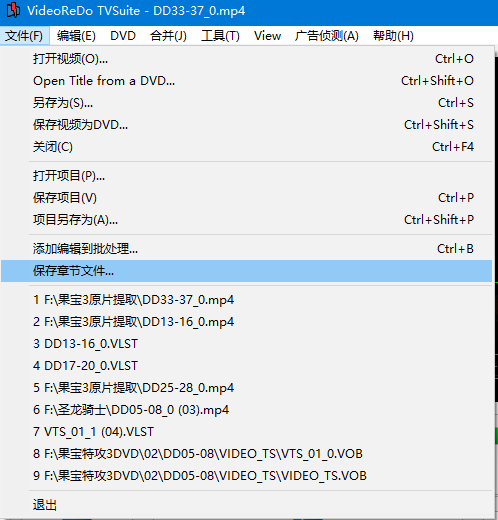 VideoReDo TVSuite - DD33-37_0.mp4
文件(F) 编辑(E) DVD 合并(J) 工具(T) View 广告侦测(A) 帮助(H)
打开视频(O)... Ctrl+O
Open Title from a DVD... Ctrl+Shift+O
另存为(S)... Ctrl+S
保存视频为DVD... Ctrl+Shift+S
关闭(C) Ctrl+F4
打开项目(P)...
保存项目(V) Ctrl+P
项目另存为(A)... Ctrl+Shift+P
添加编辑到批处理... Ctrl+B
保存章节文件...
1 F:\果宝3原片提取\DD33-37_0.mp4
2 F:\果宝3原片提取\DD13-16_0.mp4
3 DD13-16_0.VLST
4 DD17-20_0.VLST
5 F:\果宝3原片提取\DD25-28_0.mp4
6 F:\圣龙骑士\DD05-08_0 (03).mp4
7 VTS_01_1 (04).VLST
8 F:\果宝特攻3DVD\02\DD05-08\VIDEO_TS\VTS_01_0.VOB
9 F:\果宝特攻3DVD\02\DD05-08\VIDEO_TS\VIDEO_TS.VOB
退出